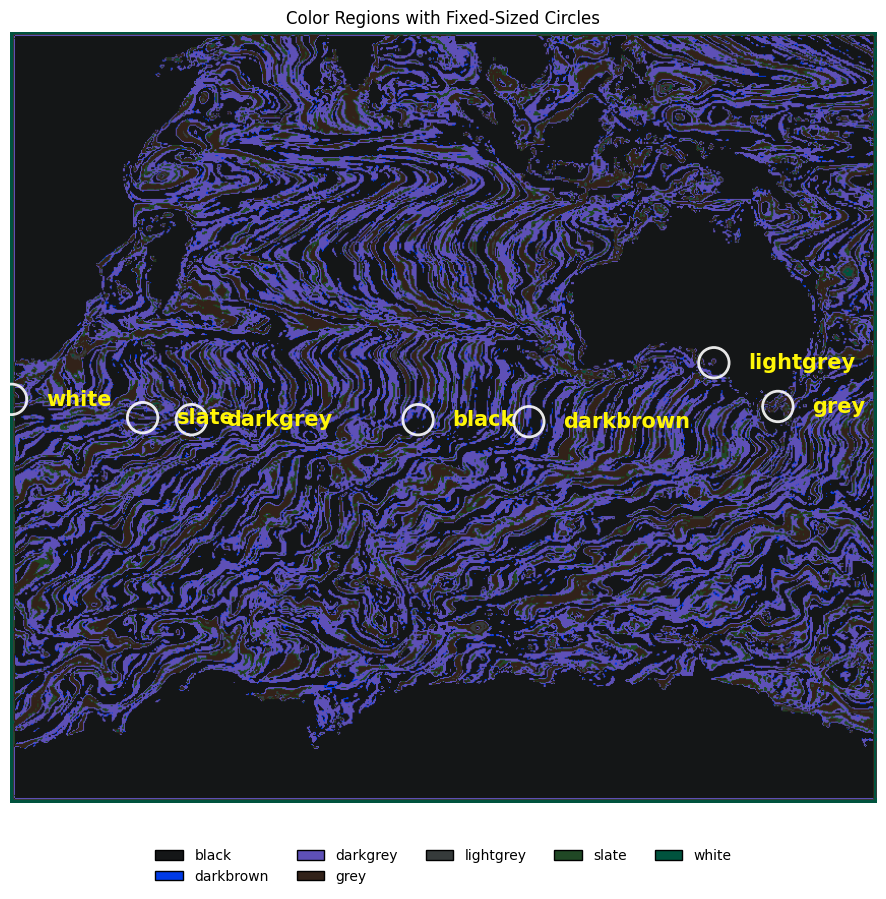 Color Regions with Fixed-Sized Circles
lightgrey
white
grey
slate
darkgrey
black
darkbrown
black
darkgrey
lightgrey
slate
white
darkbrown
grey